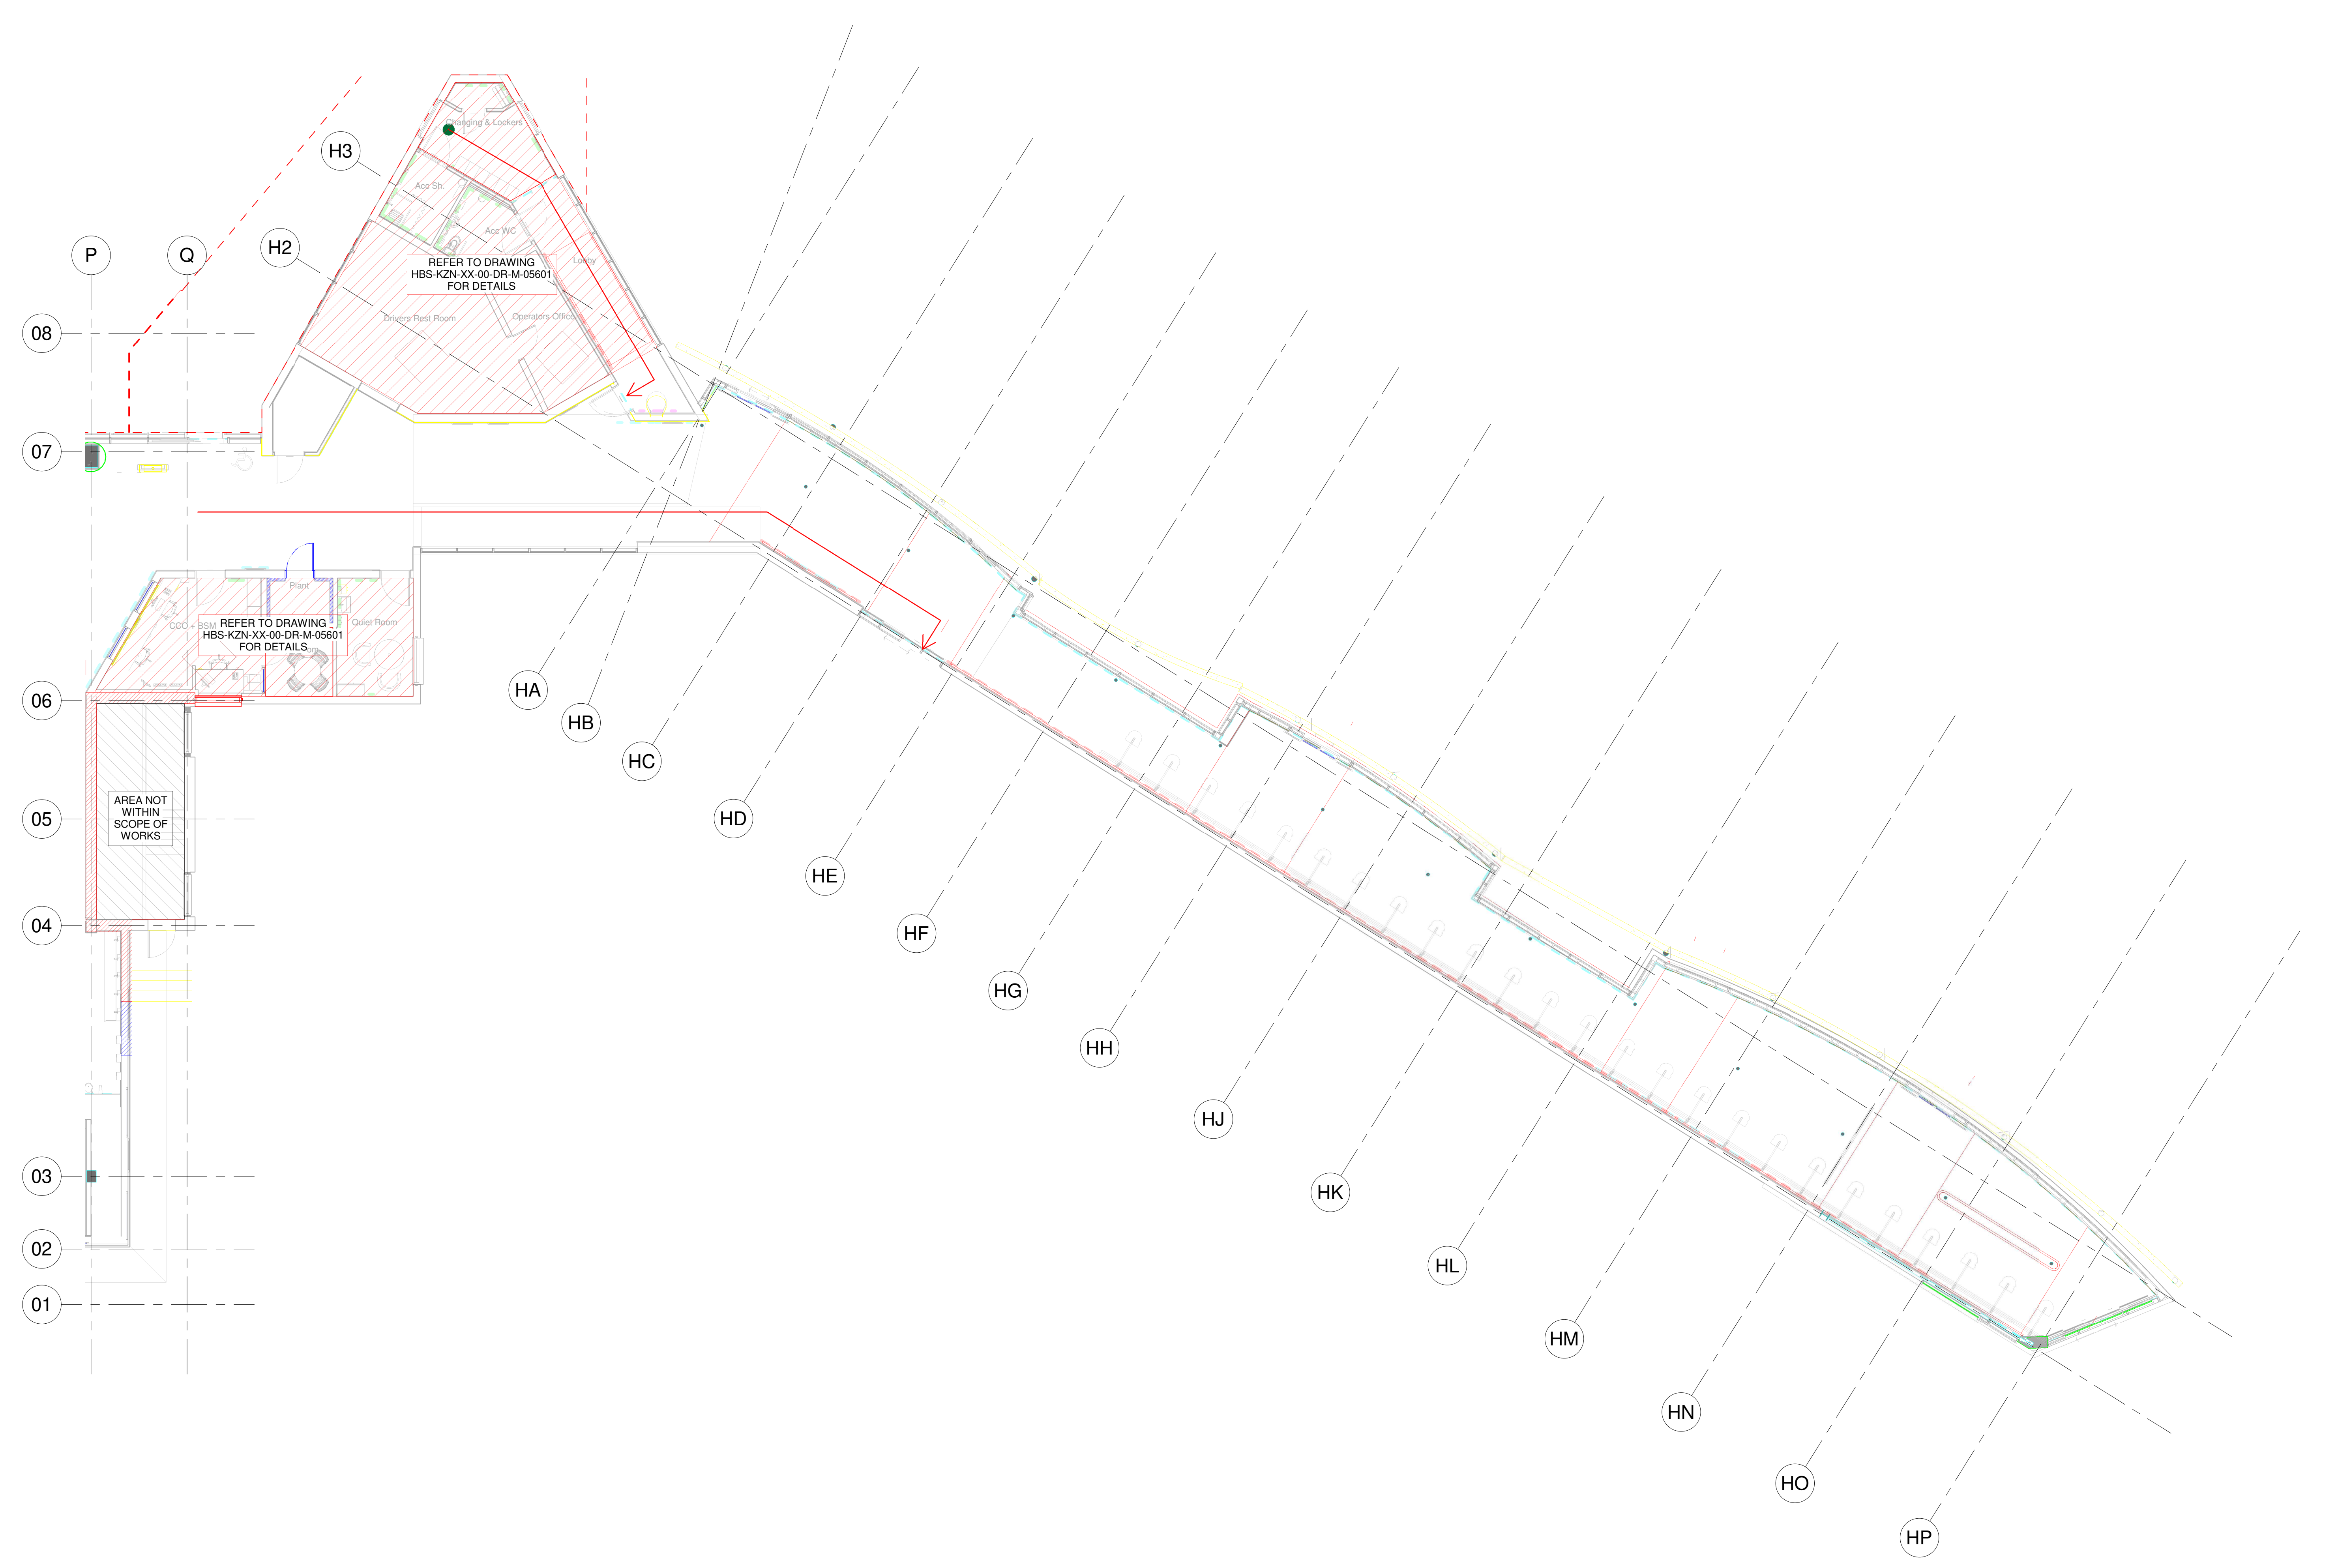 Changing & Lockers
H3
Acc Sh.
Acc WC
H2
P
Q
Lobby
REFER TO DRAWING
HBS-KZN-XX-00-DR-M-05601
FOR DETAILS
Drivers Rest Room
Operators Office
08
07
Plant
CCC + BSM
Quiet Room
REFER TO DRAWING
HBS-KZN-XX-00-DR-M-05601
FOR DETAILS
06
HA
HB
HC
AREA NOT
WITHIN
SCOPE OF
WORKS
05
HD
HE
04
HF
HG
HH
HJ
03
HK
02
HL
01
HM
HN
HO
HP